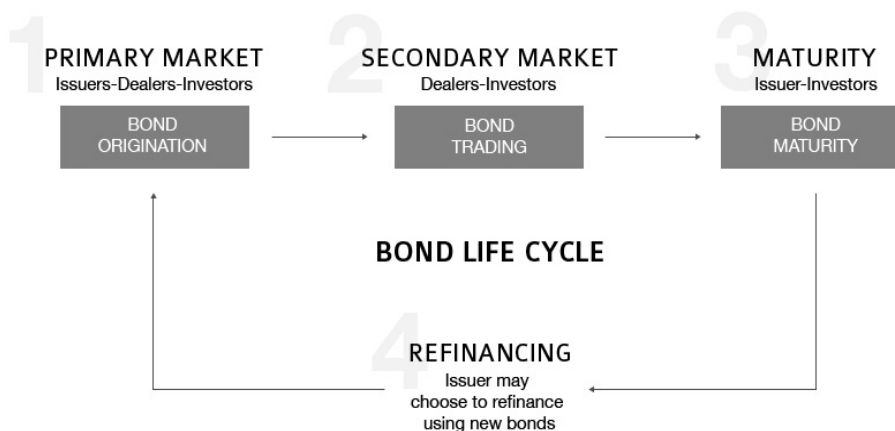 1
PRIMARY MARKET
Issuers-Dealers-Investors
BOND
ORIGINATION
2
SECONDARY MARKET
Dealers-Investors
BOND
TRADING
3
MATURITY
Issuer-Investors
BOND
MATURITY
BOND LIFE CYCLE
4
REFINANCING
Issuer may
choose to refinance
using new bonds